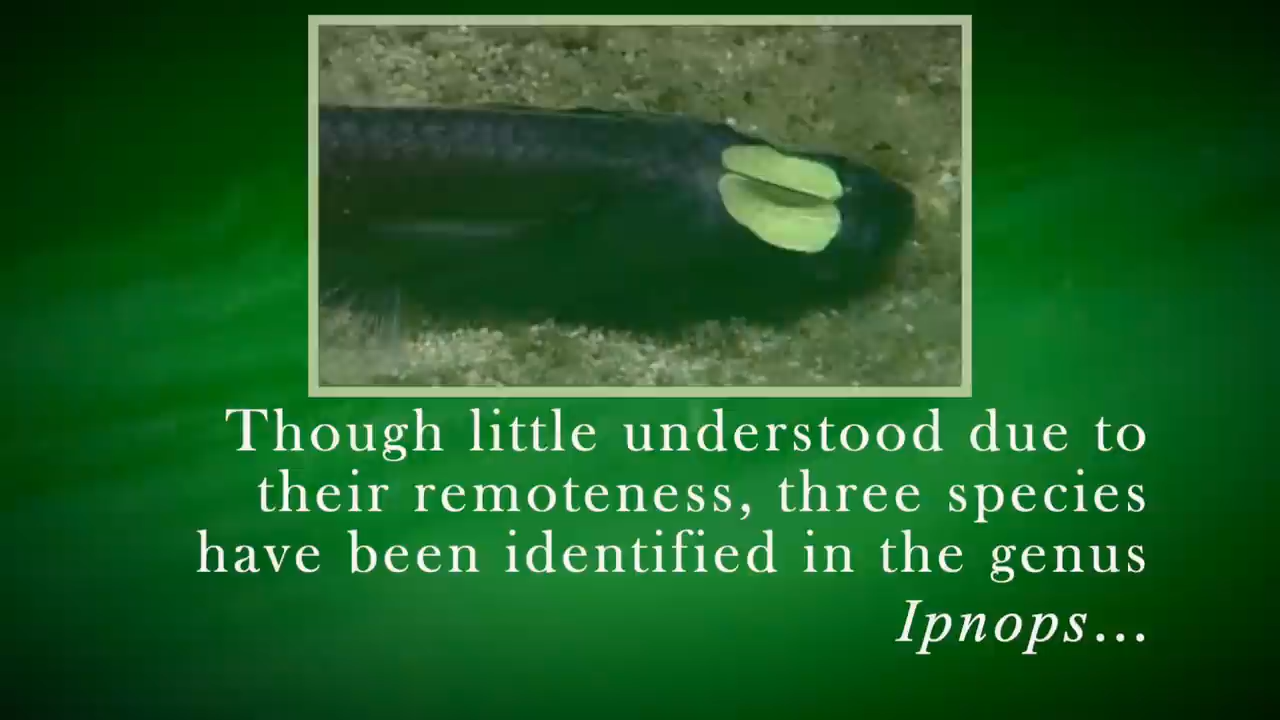 Though little understood due to
their remoteness, three species
have been identified in the genus
Ipnops...